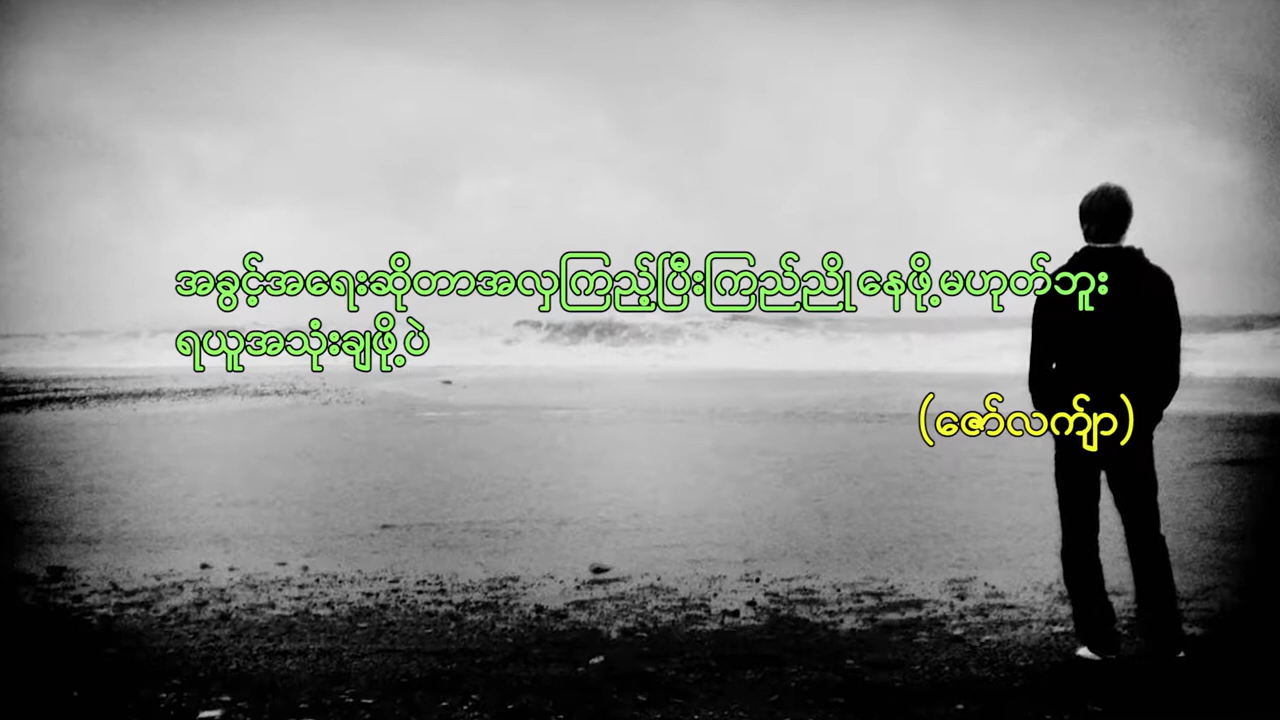 အခွင့်အရေးဆိုတာအလှကြည့်ပြီးကြည်ညိုနေဖို့မဟုတ်ဘူး
ရယူအသုံးချဖို့ပဲ
(ဇော်လင်္ကျာ)